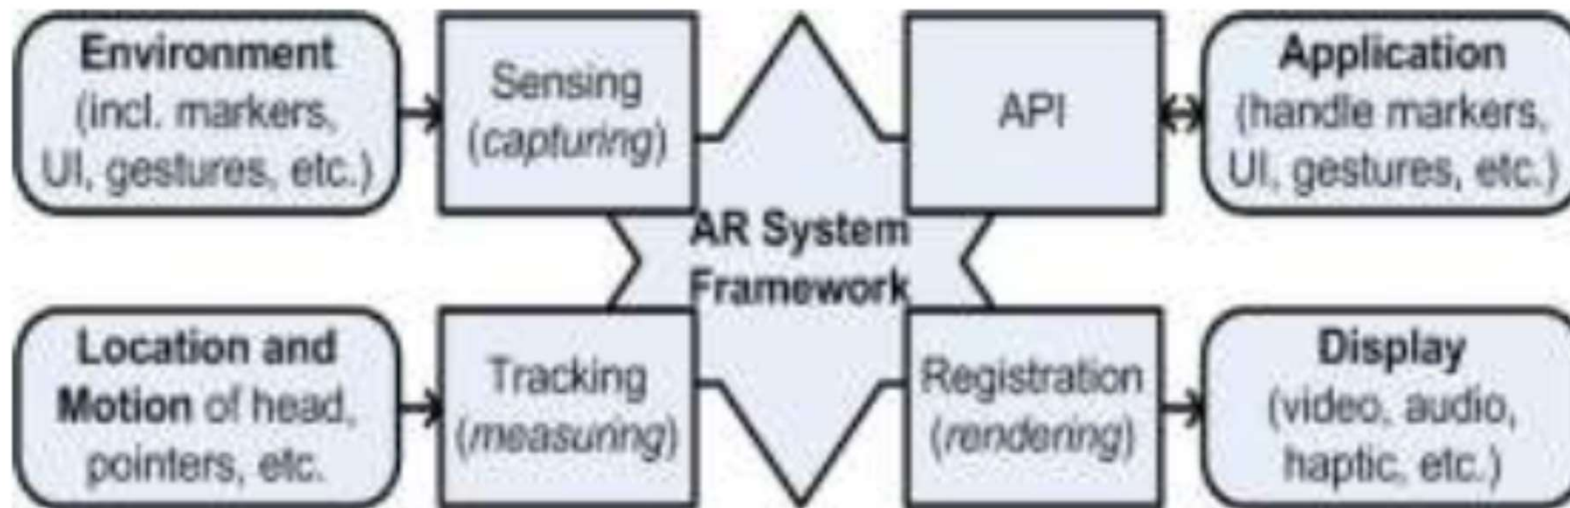 Environment
(incl. markers,
UI, gestures, etc.)
Sensing
(capturing)
API
Application
(handle markers,
UI, gestures, etc.)
AR System
Framework
Location and
Motion of head,
pointers, etc.
Tracking
(measuring)
Registration
(rendering)
Display
(video, audio,
haptic, etc.)